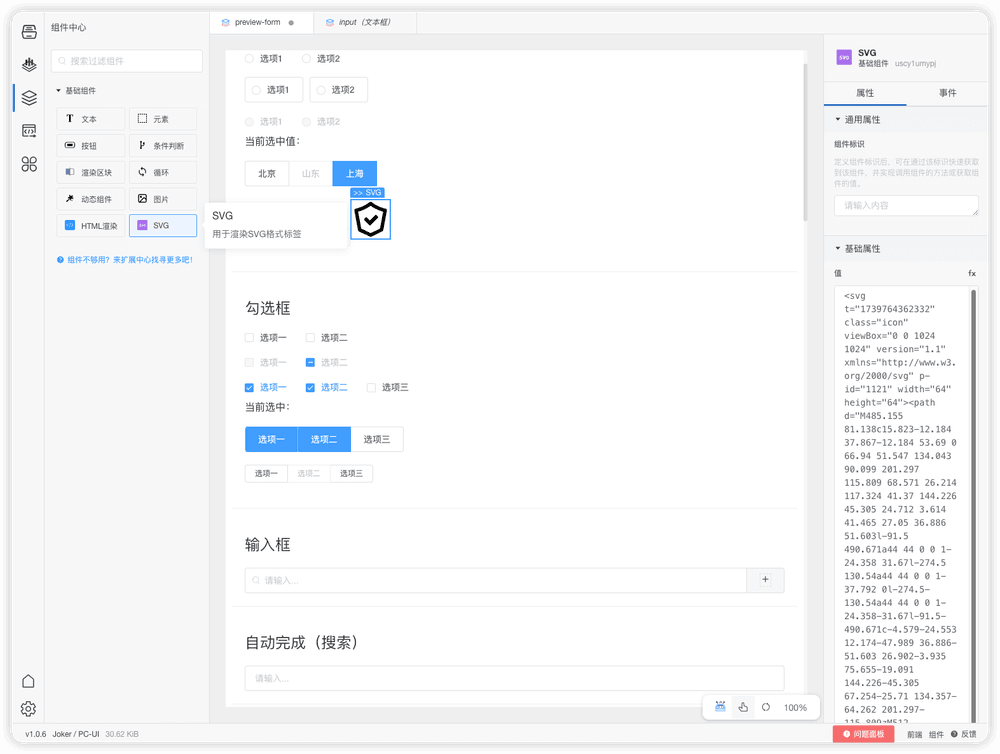 组件中心
搜索过滤组件
基础组件
文本
元素
按钮
条件判断
渲染区块
循环
动态组件
图片
HTML渲染
SVG
组件不够用？来扩展中心找寻更多吧！
SVG
用于渲染SVG格式标签
preview-form
input（文本框）
选项1 选项2
选项1 选项2
选项1 选项2
当前选中值：
北京 山东 上海
>> SVG
勾选框
选项一 选项二
选项一 选项二
选项一 选项二 选项三
当前选中：
选项一 选项二 选项三
选项一 选项二 选项三
输入框
请输入...
+
自动完成（搜索）
请输入...
100%
SVG
基础组件 uscy1umypj
属性 事件
通用属性
组件标识
定义组件标识后，可在通过该标识快速获取
到该组件，并实现调用组件的方法或获取组
件的值。
请输入内容
基础属性
值 fx
<svg
t="1739764362332"
class="icon"
viewBox="0 0 1024
1024" version="1.1"
xmlns="http://www.w3.
org/2000/svg" p-
id="1121" width="64"
height="64"><path
d="M485.155
81.138c15.823-12.184
37.867-12.184 53.69 0
66.94 51.547 134.043
90.099 201.297
115.809 68.571 26.214
117.324 41.37 144.226
45.305 24.712 3.614
41.465 27.05 36.886
51.603l-91.5
490.671a44 44 0 0 1-
24.358 31.67l-274.5
130.54a44 44 0 0 1-
37.792 0l-274.5-
130.54a44 44 0 0 1-
24.358-31.67l-91.5-
490.671c-4.579-24.553
12.174-47.989 36.886-
51.603 26.902-3.935
75.655-19.091
144.226-45.305
67.254-25.71 134.357-
64.262 201.297-
115.809zM512
v1.0.6 Joker / PC-UI 30.62 KiB
问题面板
前端 组件 反馈